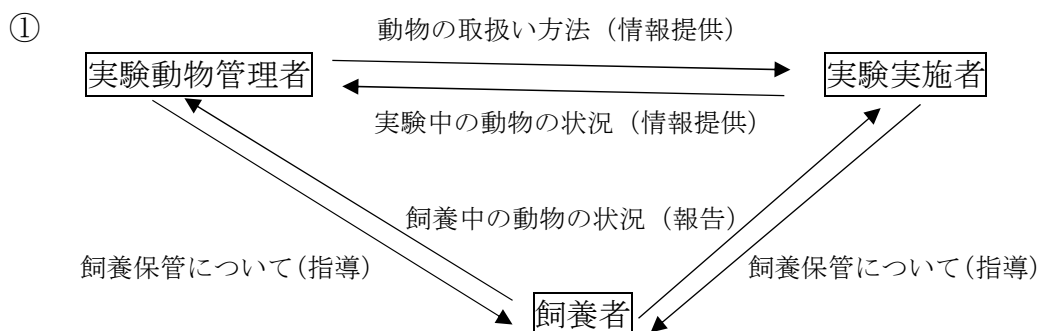 ①
動物の取扱い方法（情報提供）
実験動物管理者
実験実施者
実験中の動物の状況（情報提供）
飼養中の動物の状況（報告）
飼養保管について(指導)
飼養保管について(指導)
飼養者